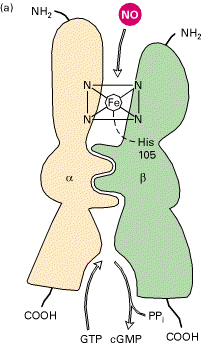 (a)
NO
NH₂
NH₂
N
N
Fe
N
N
His
105
α
β
COOH
PPᵢ
GTP
cGMP
COOH